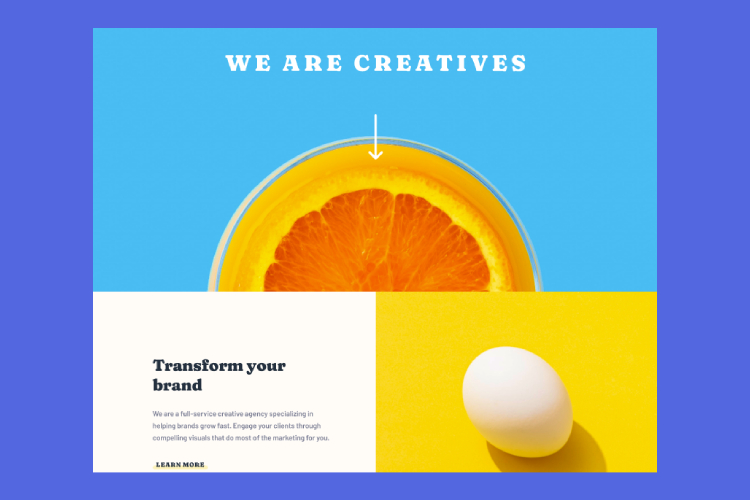 WE ARE CREATIVES
Transform your
brand
We are a full-service creative agency specializing in
helping brands grow fast. Engage your clients through
compelling visuals that do most of the marketing for you.
LEARN MORE